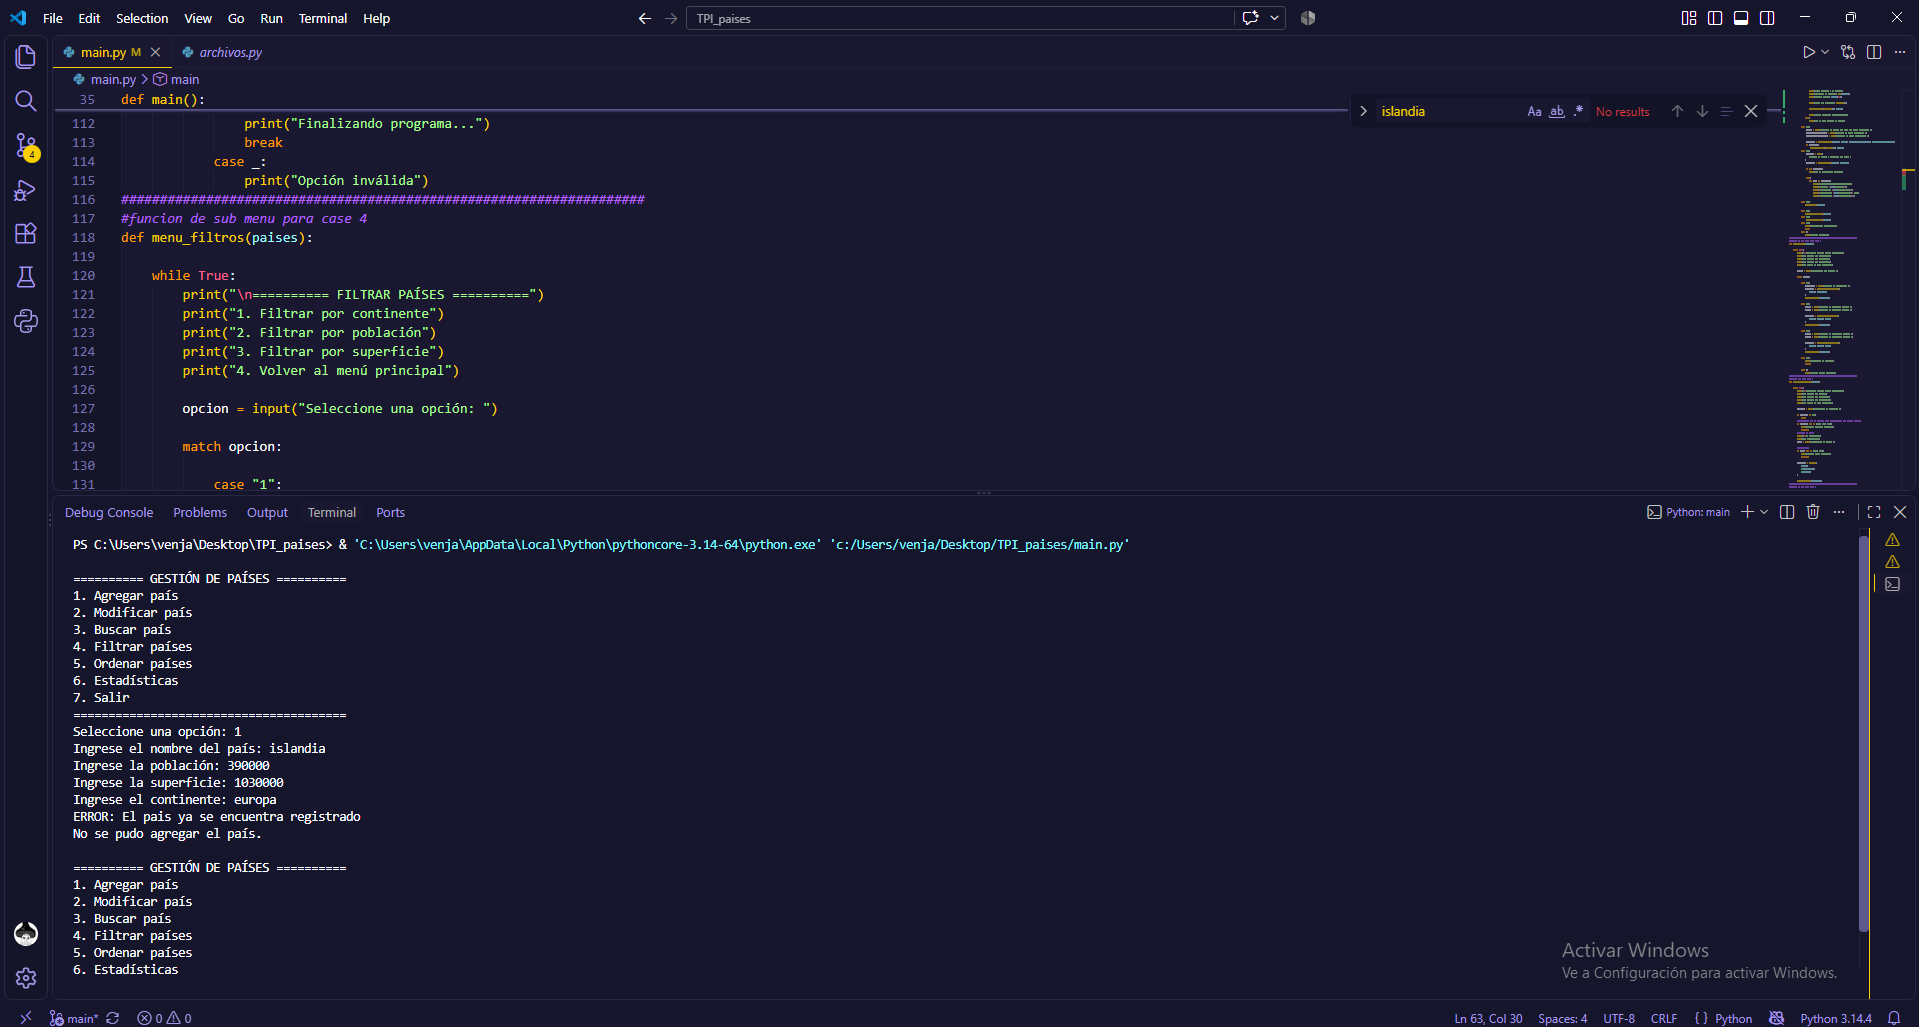 File Edit Selection View Go Run Terminal Help
TPI_paises
main.py M
archivos.py
main.py > main
35 def main():
islandia
Aa ab .* No results
112 print("Finalizando programa...")
113 break
114 case _:
115 print("Opción inválida")
116 ####################################################################
117 #funcion de sub menu para case 4
118 def menu_filtros(paises):
119
120 while True:
121 print("\n========== FILTRAR PAÍSES ==========")
122 print("1. Filtrar por continente")
123 print("2. Filtrar por población")
124 print("3. Filtrar por superficie")
125 print("4. Volver al menú principal")
126
127 opcion = input("Seleccione una opción: ")
128
129 match opcion:
130
131 case "1":
Debug Console Problems Output Terminal Ports
Python: main
PS C:\Users\venja\Desktop\TPI_paises> & 'C:\Users\venja\AppData\Local\Python\pythoncore-3.14-64\python.exe' 'c:/Users/venja/Desktop/TPI_paises/main.py'
========== GESTIÓN DE PAÍSES ==========
1. Agregar país
2. Modificar país
3. Buscar país
4. Filtrar países
5. Ordenar países
6. Estadísticas
7. Salir
=======================================
Seleccione una opción: 1
Ingrese el nombre del país: islandia
Ingrese la población: 390000
Ingrese la superficie: 1030000
Ingrese el continente: europa
ERROR: El pais ya se encuentra registrado
No se pudo agregar el país.
========== GESTIÓN DE PAÍSES ==========
1. Agregar país
2. Modificar país
3. Buscar país
4. Filtrar países
5. Ordenar países
6. Estadísticas
Activar Windows
Ve a Configuración para activar Windows.
4
main* 0 0
Ln 63, Col 30 Spaces: 4 UTF-8 CRLF { } Python Python 3.14.4